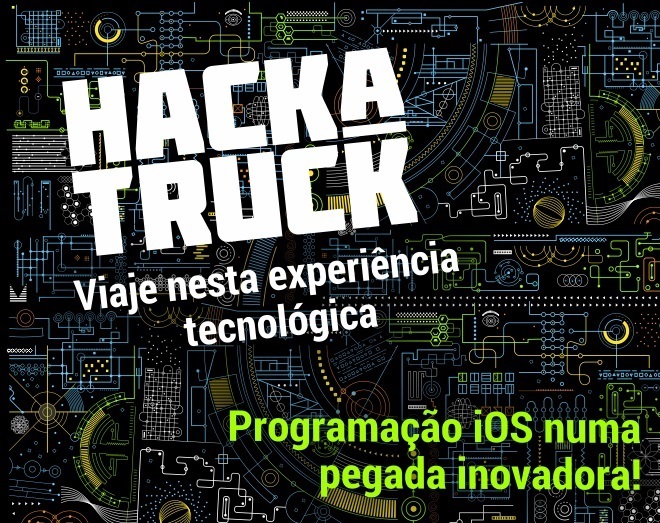 HACKA
TRUCK
Viaje nesta experiência
tecnológica
Programação iOS numa
pegada inovadora!